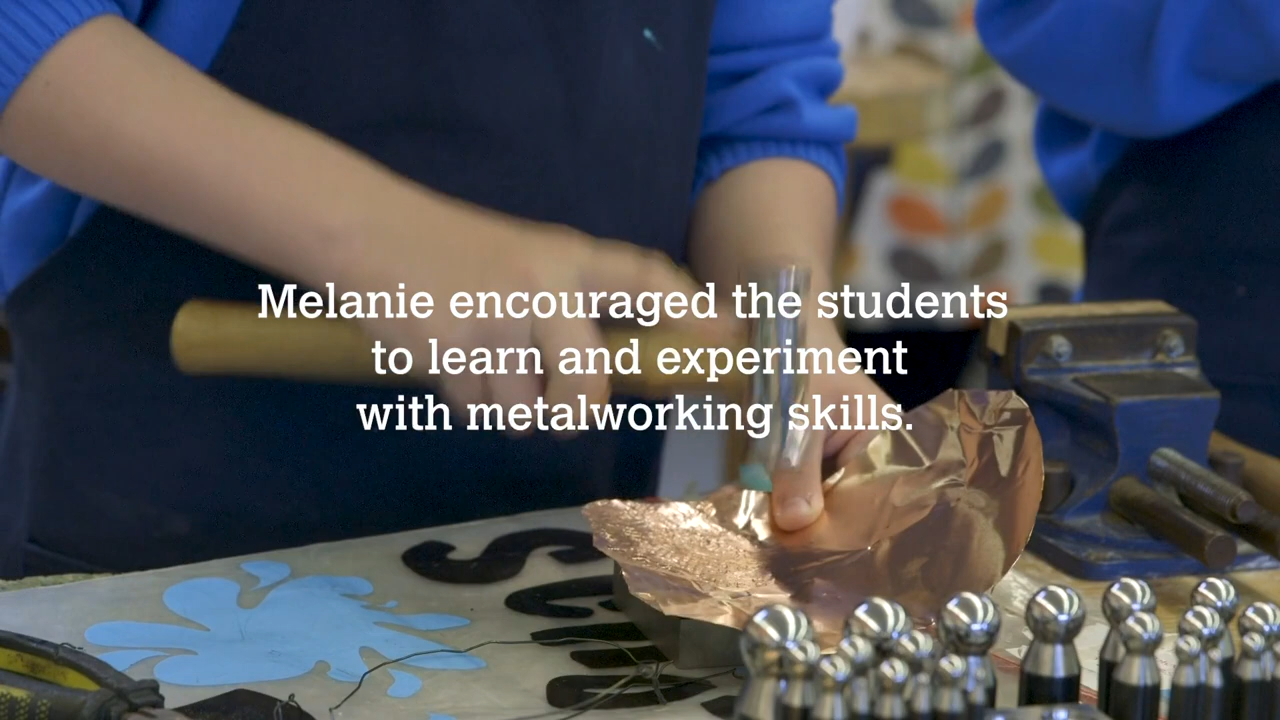 Melanie encouraged the students
to learn and experiment
with metalworking skills.